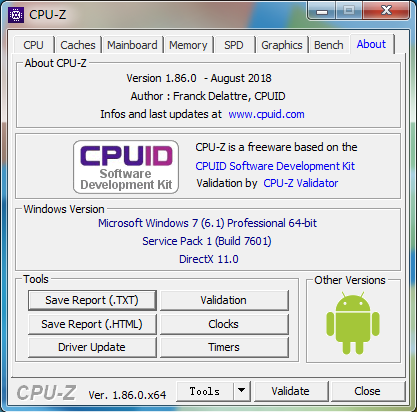 CPU-Z
CPU Caches Mainboard Memory SPD Graphics Bench About
About CPU-Z
Version 1.86.0 - August 2018
Author : Franck Delattre, CPUID
Infos and last updates at www.cpuid.com
CPUID
Software
Development Kit
CPU-Z is a freeware based on the
CPUID Software Development Kit
Validation by CPU-Z Validator
Windows Version
Microsoft Windows 7 (6.1) Professional 64-bit
Service Pack 1 (Build 7601)
DirectX 11.0
Tools
Save Report (.TXT) Validation
Save Report (.HTML) Clocks
Driver Update Timers
Other Versions
CPU-Z Ver. 1.86.0.x64 Tools Validate Close